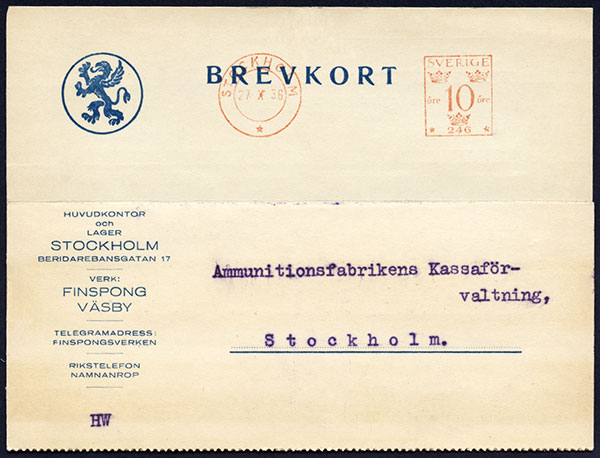 BREVKORT
STOCKHOLM
27 X 36
SVERIGE
öre 10 öre
246
HUVUDKONTOR
och
LAGER
STOCKHOLM
BERIDAREBANSGATAN 17
VERK:
FINSPONG
VÄSBY
TELEGRAMADRESS:
FINSPONGSVERKEN
RIKSTELEFON
NAMNANROP
HW
Ammunitionsfabrikens Kassaför-
valtning,
Stockholm.